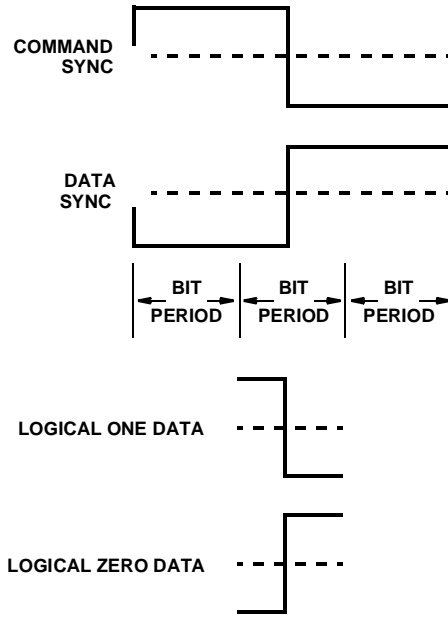 COMMAND
SYNC
DATA
SYNC
BIT
PERIOD
BIT
PERIOD
BIT
PERIOD
LOGICAL ONE DATA
LOGICAL ZERO DATA